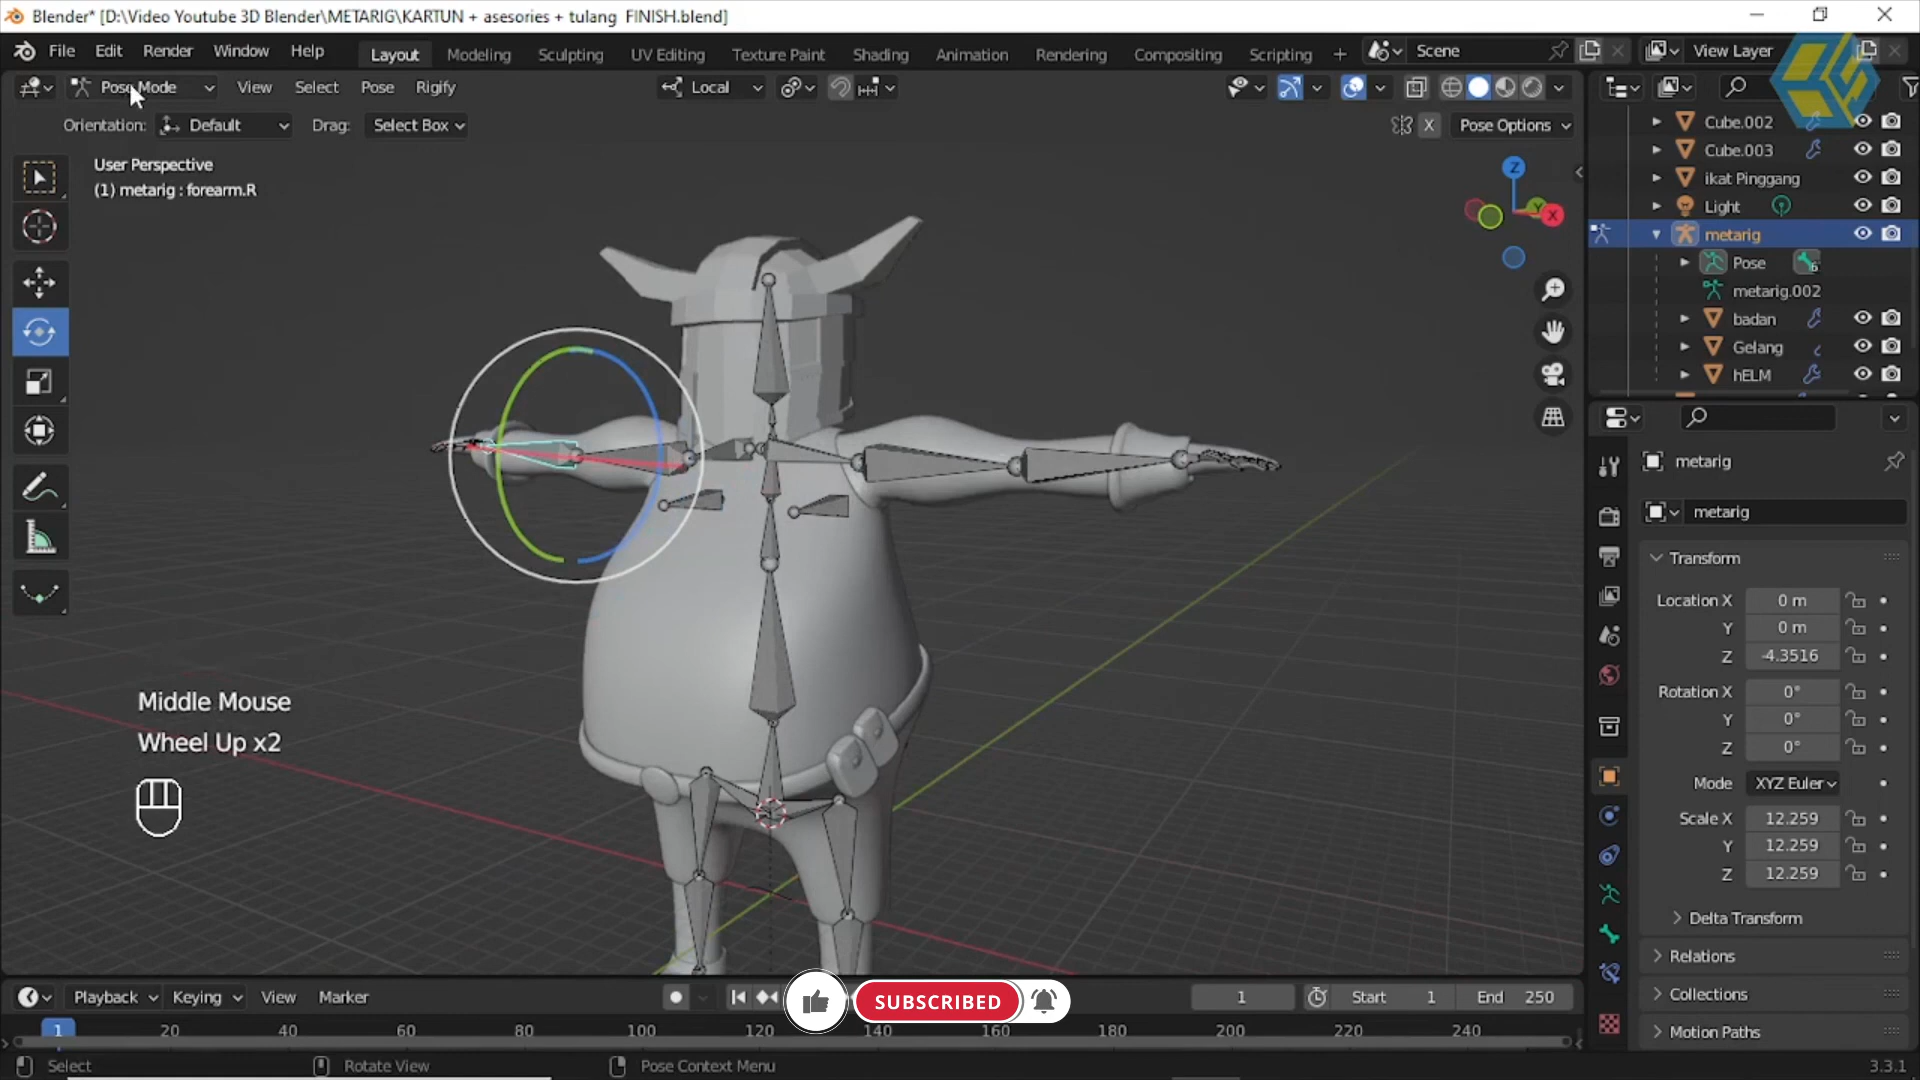 Blender* [D:\Video Youtube 3D Blender\METARIG\KARTUN + asesories + tulang  FINISH.blend]
File Edit Render Window Help Layout Modeling Sculpting UV Editing Texture Paint Shading Animation Rendering Compositing Scripting + Scene View Layer
Pose Mode View Select Pose Rigify Local
Orientation: Default Drag: Select Box X Pose Options
User Perspective
(1) metarig : forearm.R
Z
Y
X
Cube.002
Cube.003
ikat Pinggang
Light
metarig
Pose 6
metarig.002
badan
Gelang
hELM
metarig
metarig
Transform
Location X 0 m
Y 0 m
Z -4.3516
Rotation X 0°
Y 0°
Z 0°
Mode XYZ Euler
Scale X 12.259
Y 12.259
Z 12.259
Delta Transform
Relations
Collections
Motion Paths
Middle Mouse
Wheel Up x2
Playback Keying View Marker SUBSCRIBED 1 Start 1 End 250
1 20 40 60 80 100 120 140 160 180 200 220 240
Select Rotate View Pose Context Menu 3.3.1